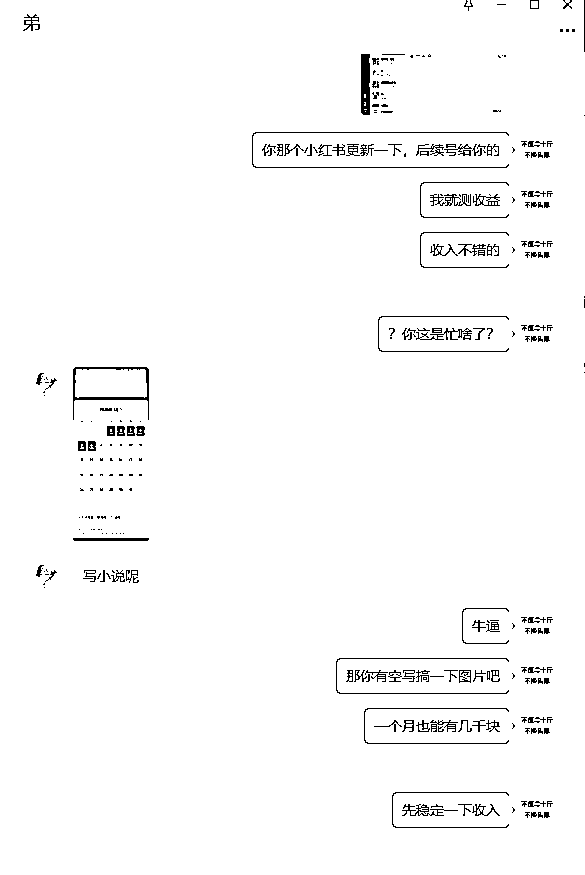 弟
你那个小红书更新一下，后续号给你的
我就测收益
收入不错的
？你这是忙啥了？
写小说呢
牛逼
那你有空写搞一下图片吧
一个月也能有几千块
先稳定一下收入